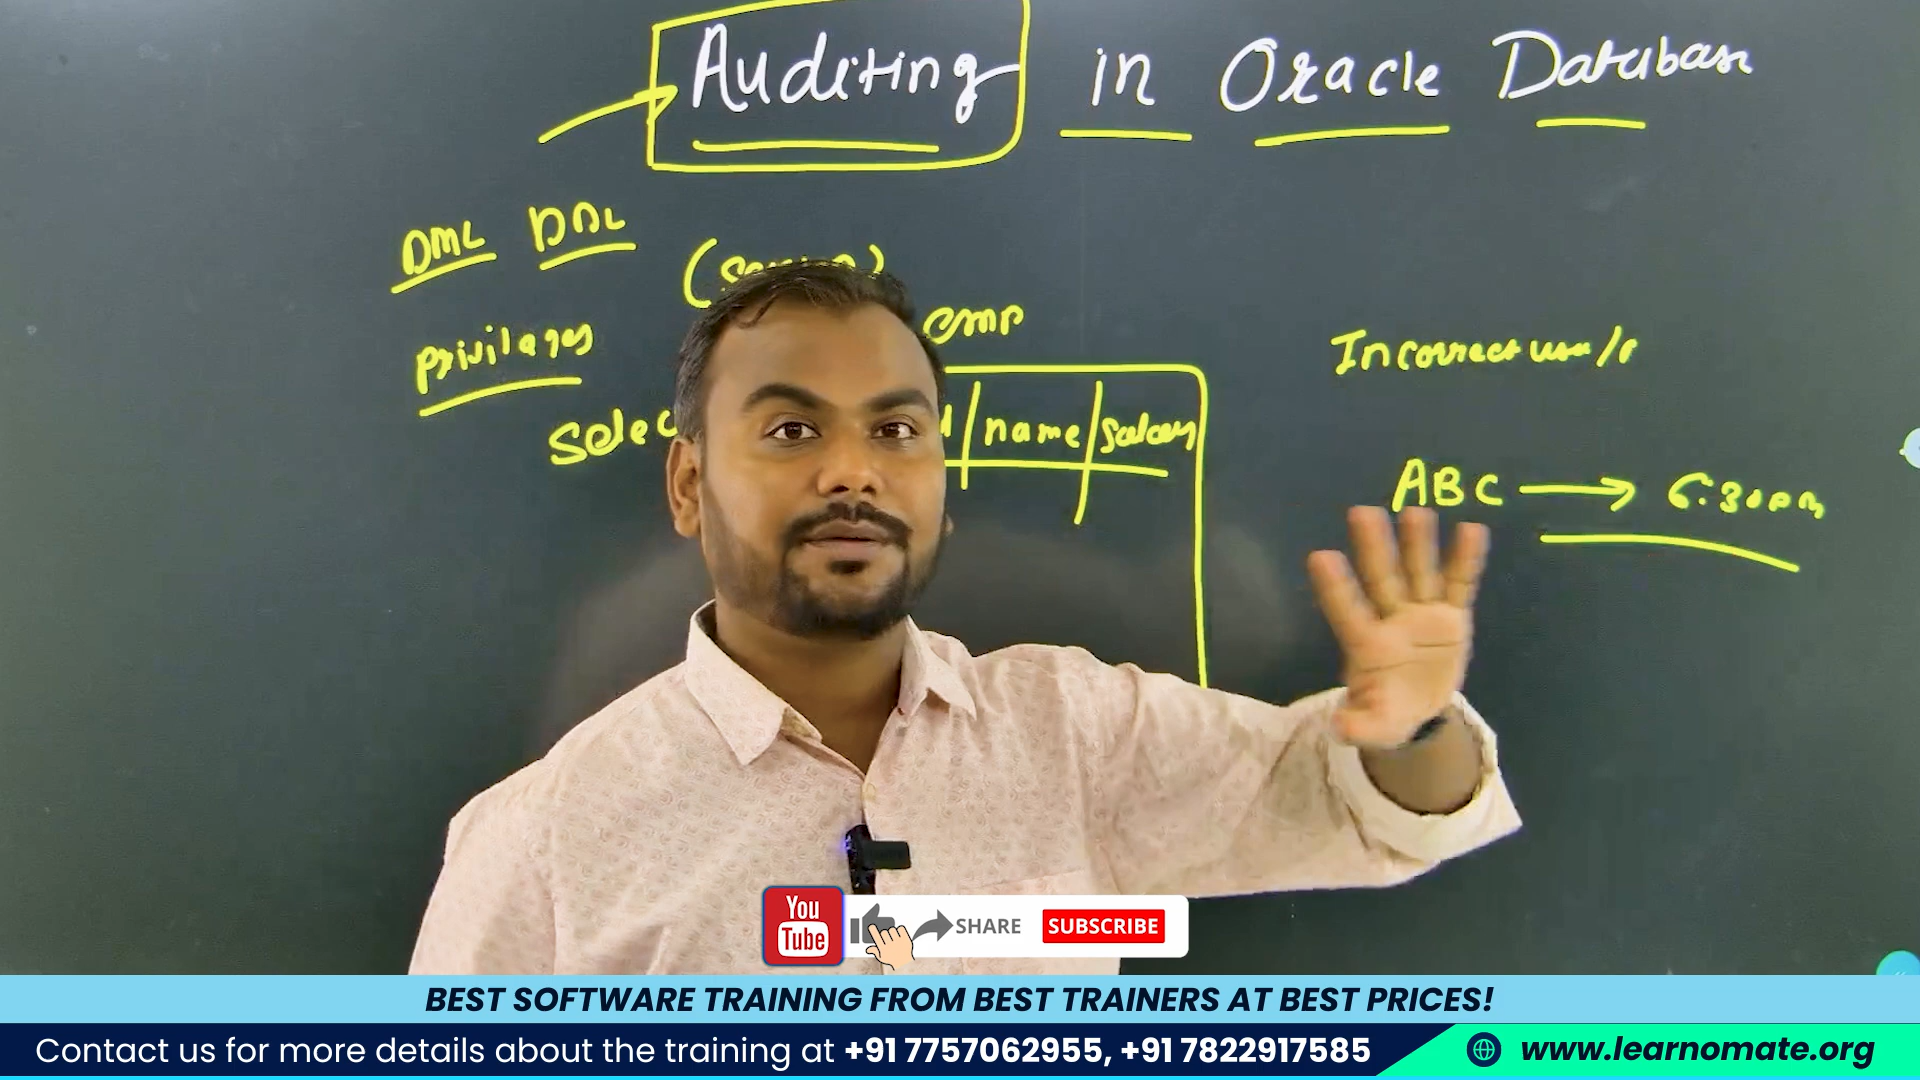 Auditing in Oracle Database
DML DDL
privilages
emp
Selec
name salary
Incorrect
ABC → 6:30pm
You
Tube
SHARE SUBSCRIBE
BEST SOFTWARE TRAINING FROM BEST TRAINERS AT BEST PRICES!
Contact us for more details about the training at +91 7757062955, +91 7822917585
www.learnomate.org